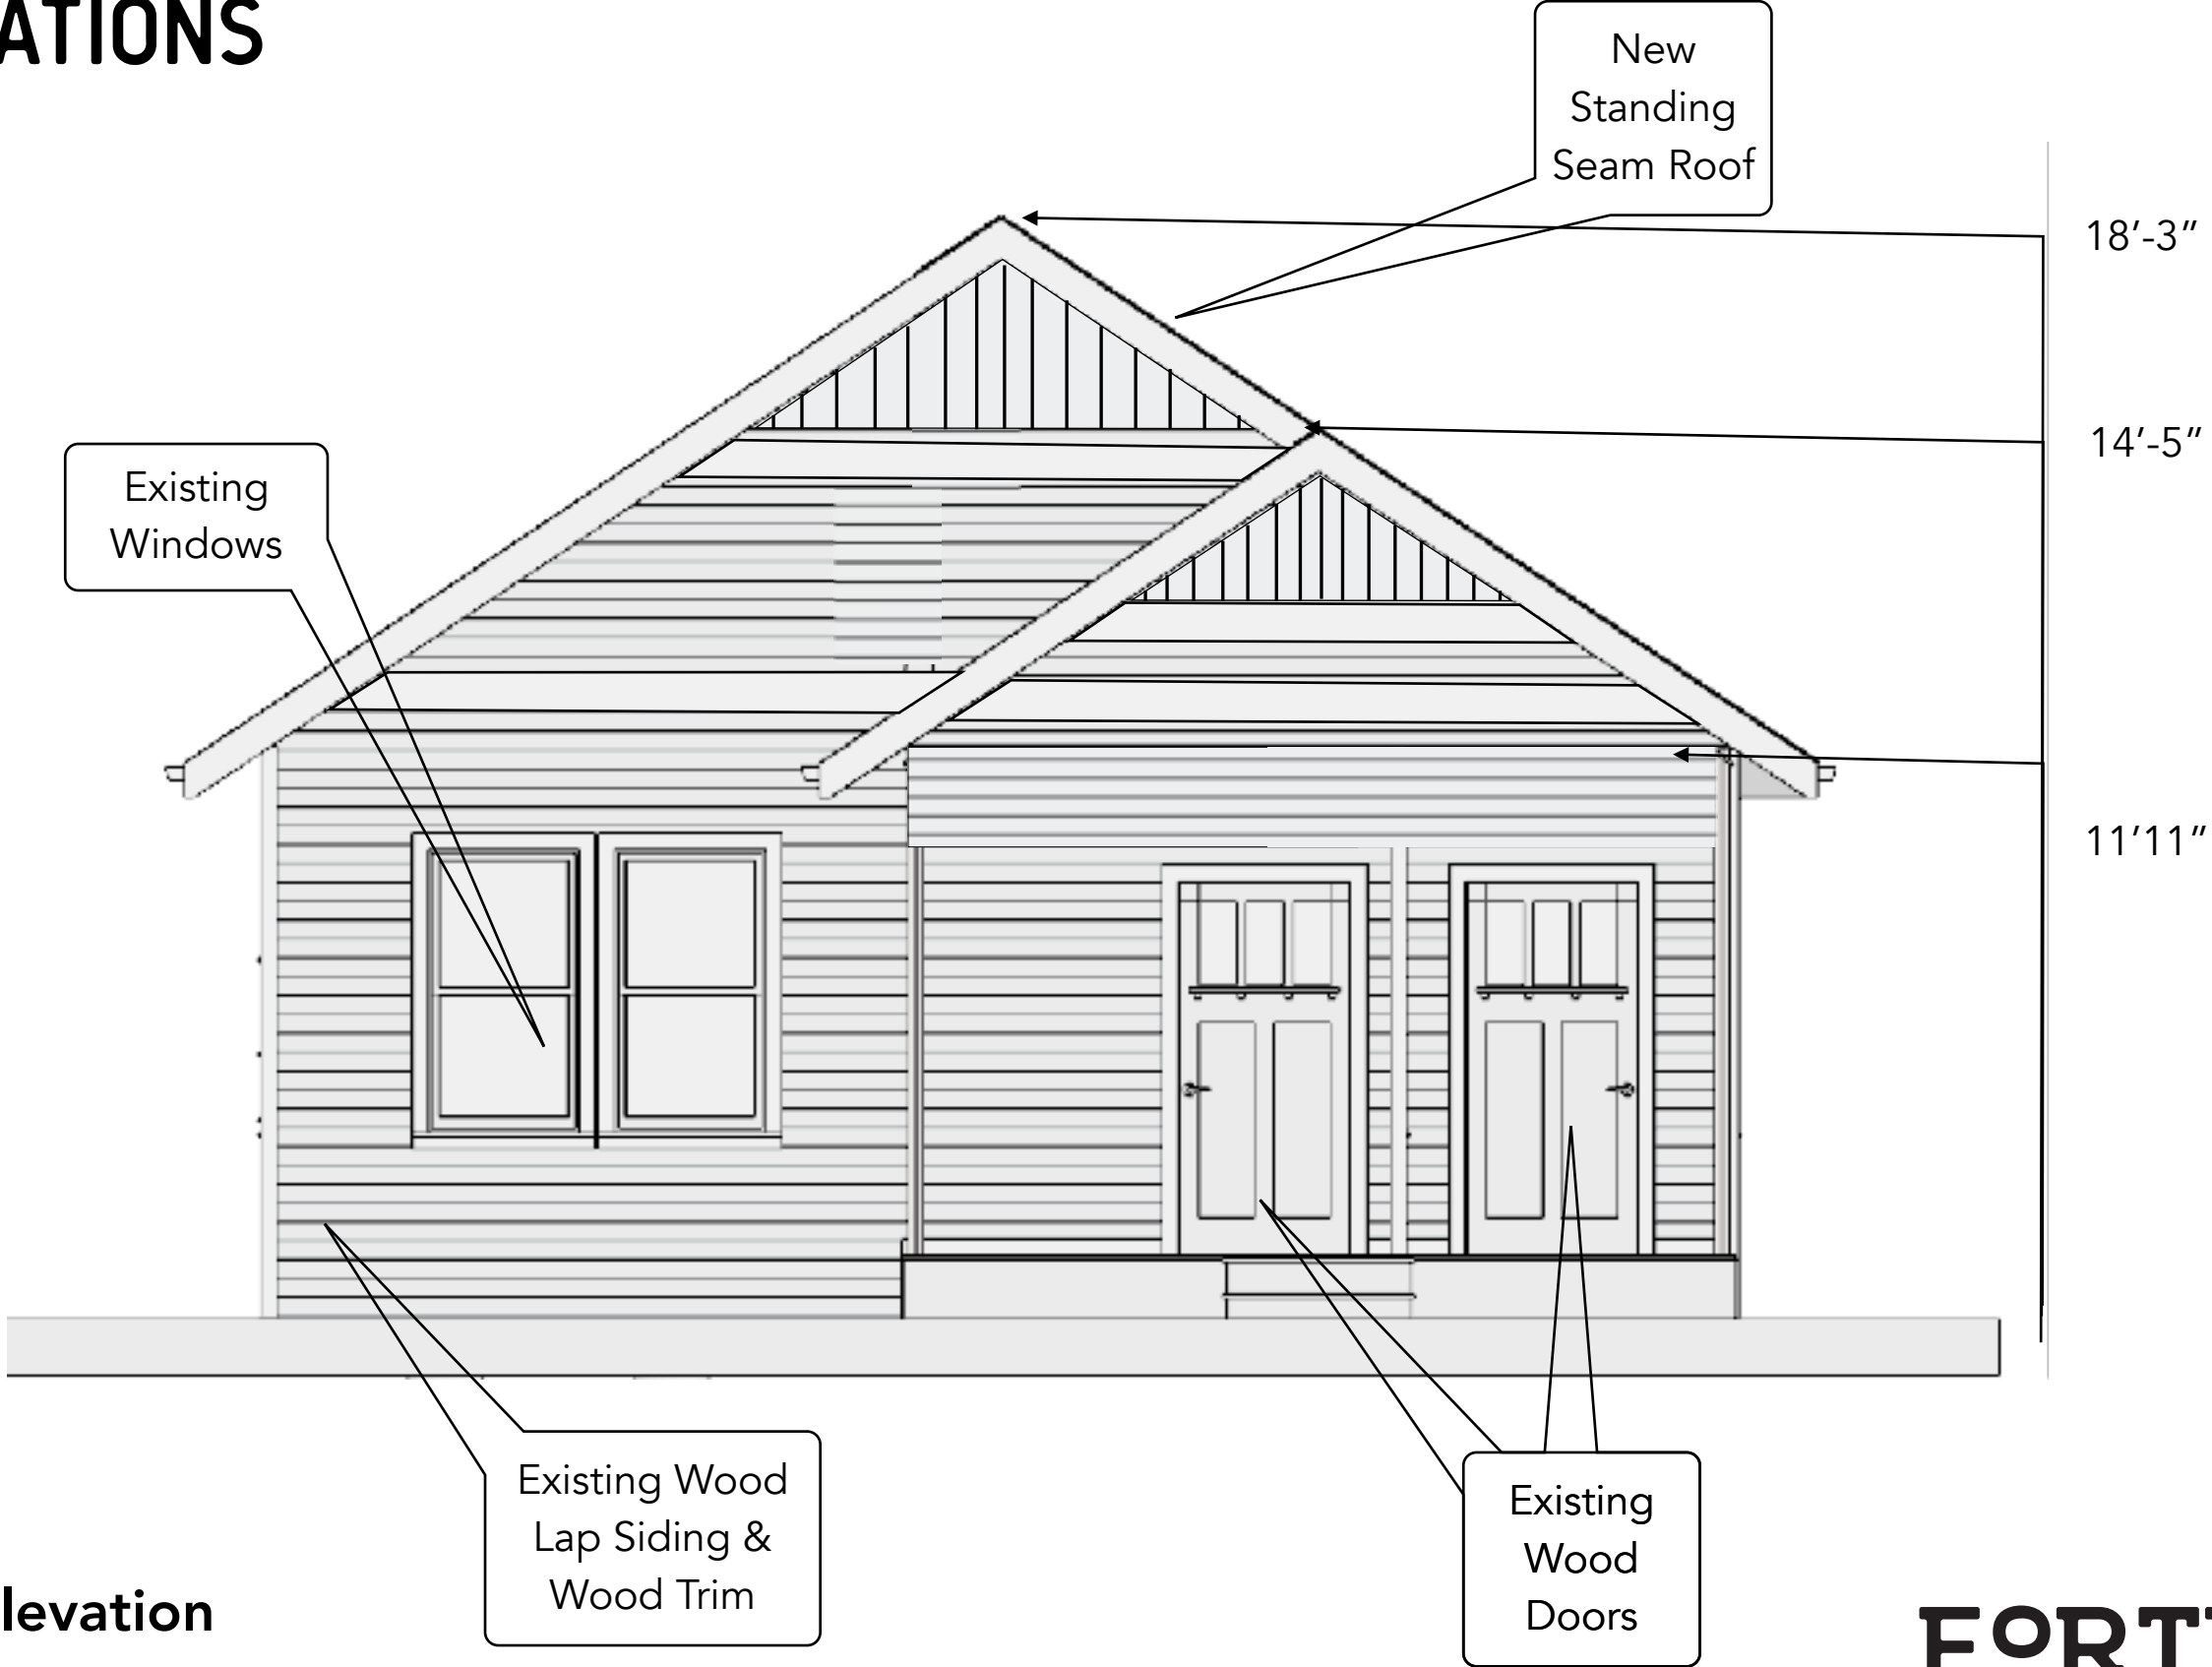 ATIONS
New
Standing
Seam Roof
18’-3”
14’-5”
Existing
Windows
11’11”
Existing Wood
Lap Siding &
Wood Trim
Existing
Wood
Doors
levation
FORT